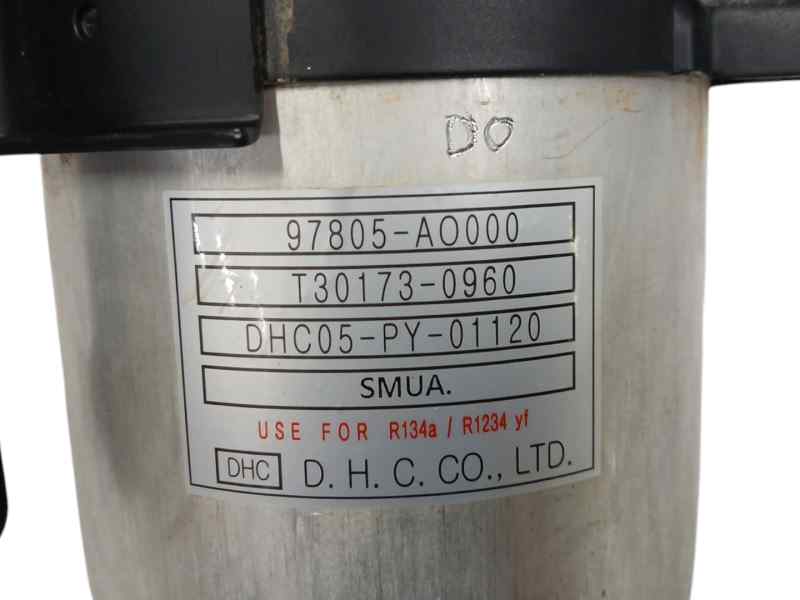 DO
97805-A0000
T30173-0960
DHC05-PY-01120
SMUA.
USE FOR R134a / R1234 yf
DHC D. H. C. CO., LTD.